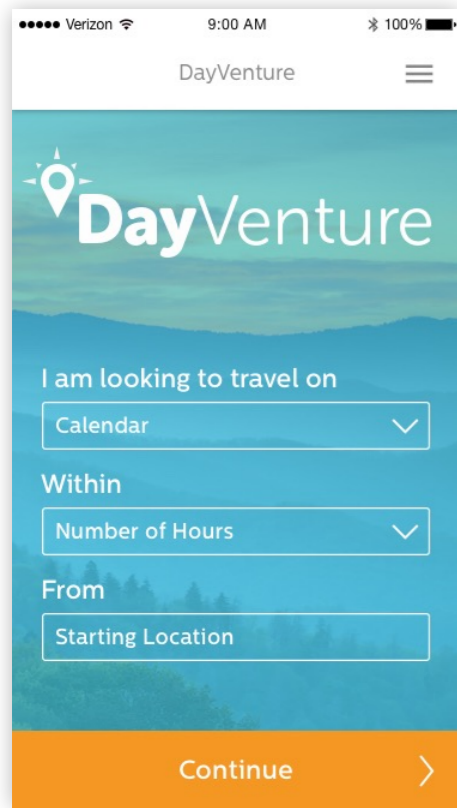 Verizon 9:00 AM 100%
DayVenture
DayVenture
I am looking to travel on
Calendar
Within
Number of Hours
From
Starting Location
Continue